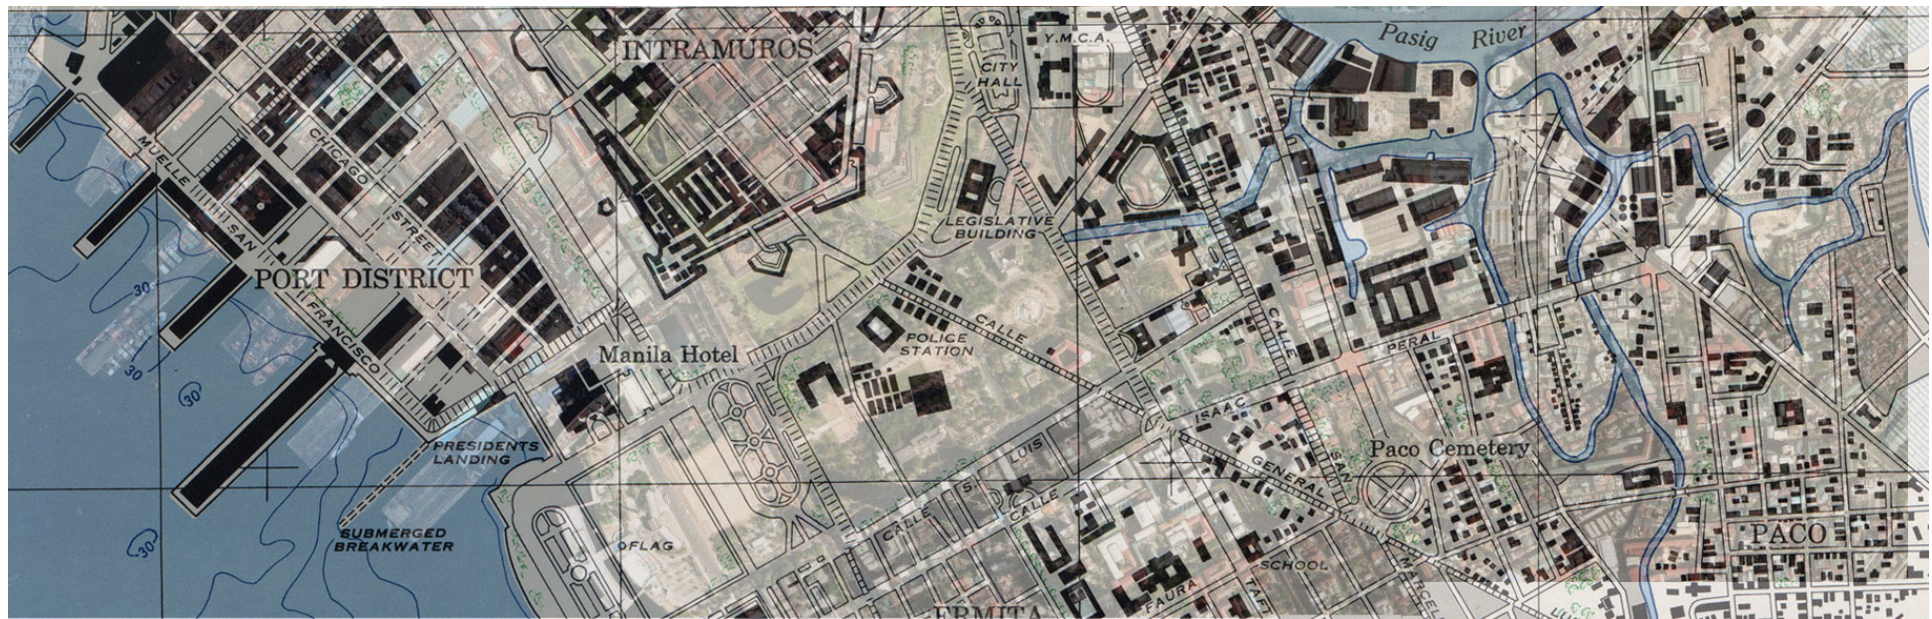 Pasig River
INTRAMUROS
Y.M.C.A.
CITY
HALL
MUELLE SAN FRANCISCO
CHICAGO STREET
LEGISLATIVE
BUILDING
PORT DISTRICT
30
CALLE
POLICE
STATION
CALLE
Manila Hotel
PERAL
30
30
ISAAC
PRESIDENTS
LANDING
LUIS
S.
CALLE
Paco Cemetery
GENERAL
SAN
CALLE
SUBMERGED
BREAKWATER
30
FLAG
PACO
SCHOOL
FAURA
TAFT
MARCEL
ERMITA